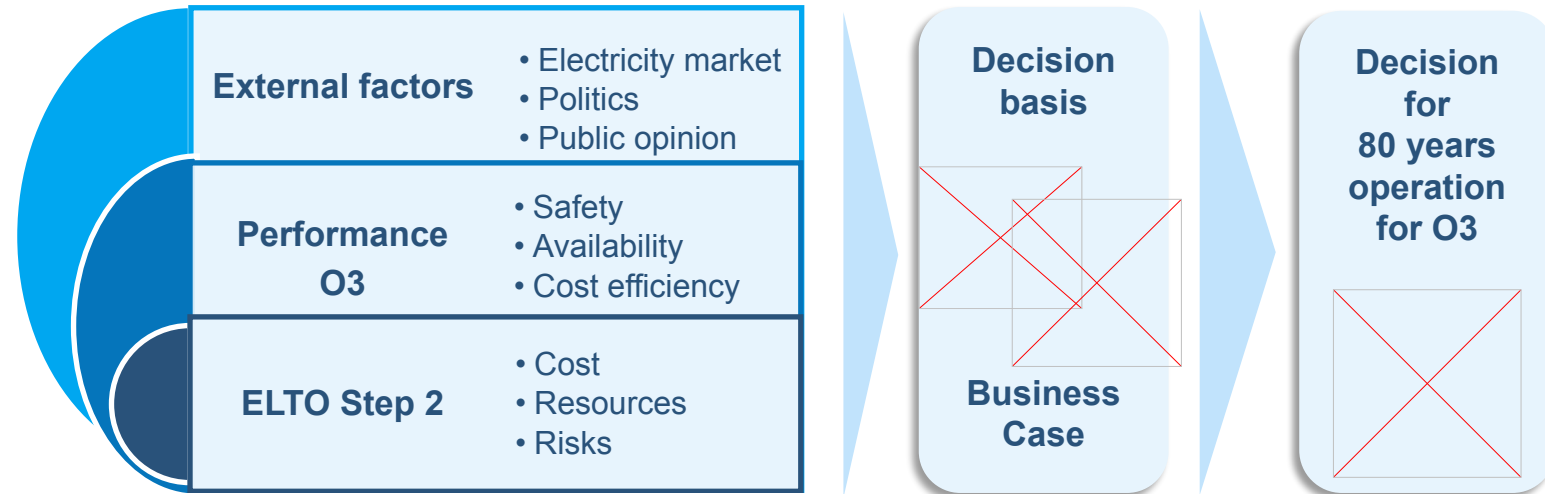 External factors
• Electricity market
• Politics
• Public opinion
Performance
O3
• Safety
• Availability
• Cost efficiency
ELTO Step 2
• Cost
• Resources
• Risks
Decision
basis
Business
Case
Decision
for
80 years
operation
for O3